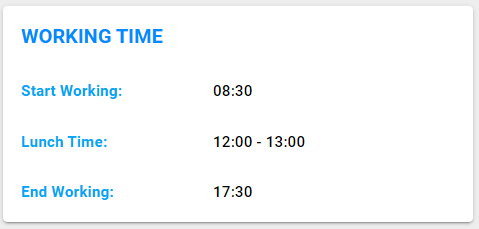 WORKING TIME
Start Working: 08:30
Lunch Time: 12:00 - 13:00
End Working: 17:30